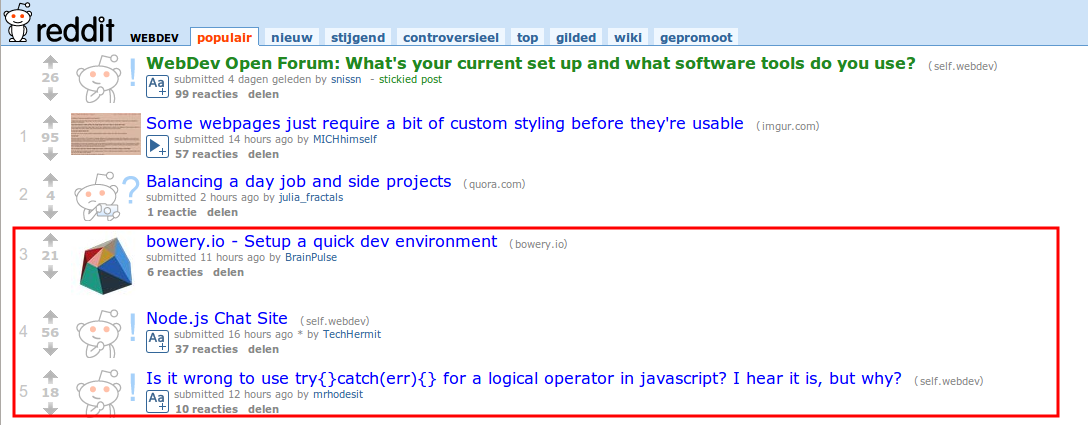 reddit WEBDEV populair nieuw stijgend controversieel top gilded wiki gepromoot
26 ! WebDev Open Forum: What's your current set up and what software tools do you use? (self.webdev)
Aa+ submitted 4 dagen geleden by snissn - stickied post
99 reacties delen
1 95 Some webpages just require a bit of custom styling before they're usable (imgur.com)
submitted 14 hours ago by MICHhimself
57 reacties delen
2 4 ? Balancing a day job and side projects (quora.com)
submitted 2 hours ago by julia_fractals
1 reactie delen
3 21 bowery.io - Setup a quick dev environment (bowery.io)
submitted 11 hours ago by BrainPulse
6 reacties delen
4 56 ! Node.js Chat Site (self.webdev)
Aa+ submitted 16 hours ago * by TechHermit
37 reacties delen
5 18 ! Is it wrong to use try{}catch(err){} for a logical operator in javascript? I hear it is, but why? (self.webdev)
Aa+ submitted 12 hours ago by mrhodesit
10 reacties delen